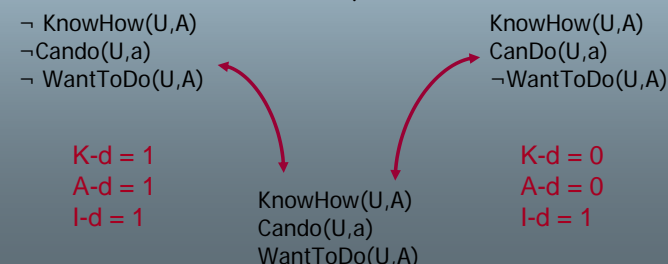 ¬ KnowHow(U,A)
¬Cando(U,a)
¬ WantToDo(U,A)
KnowHow(U,A)
CanDo(U,a)
¬WantToDo(U,A)
K-d = 1
A-d = 1
I-d = 1
K-d = 0
A-d = 0
I-d = 1
KnowHow(U,A)
Cando(U,a)
WantToDo(U,A)